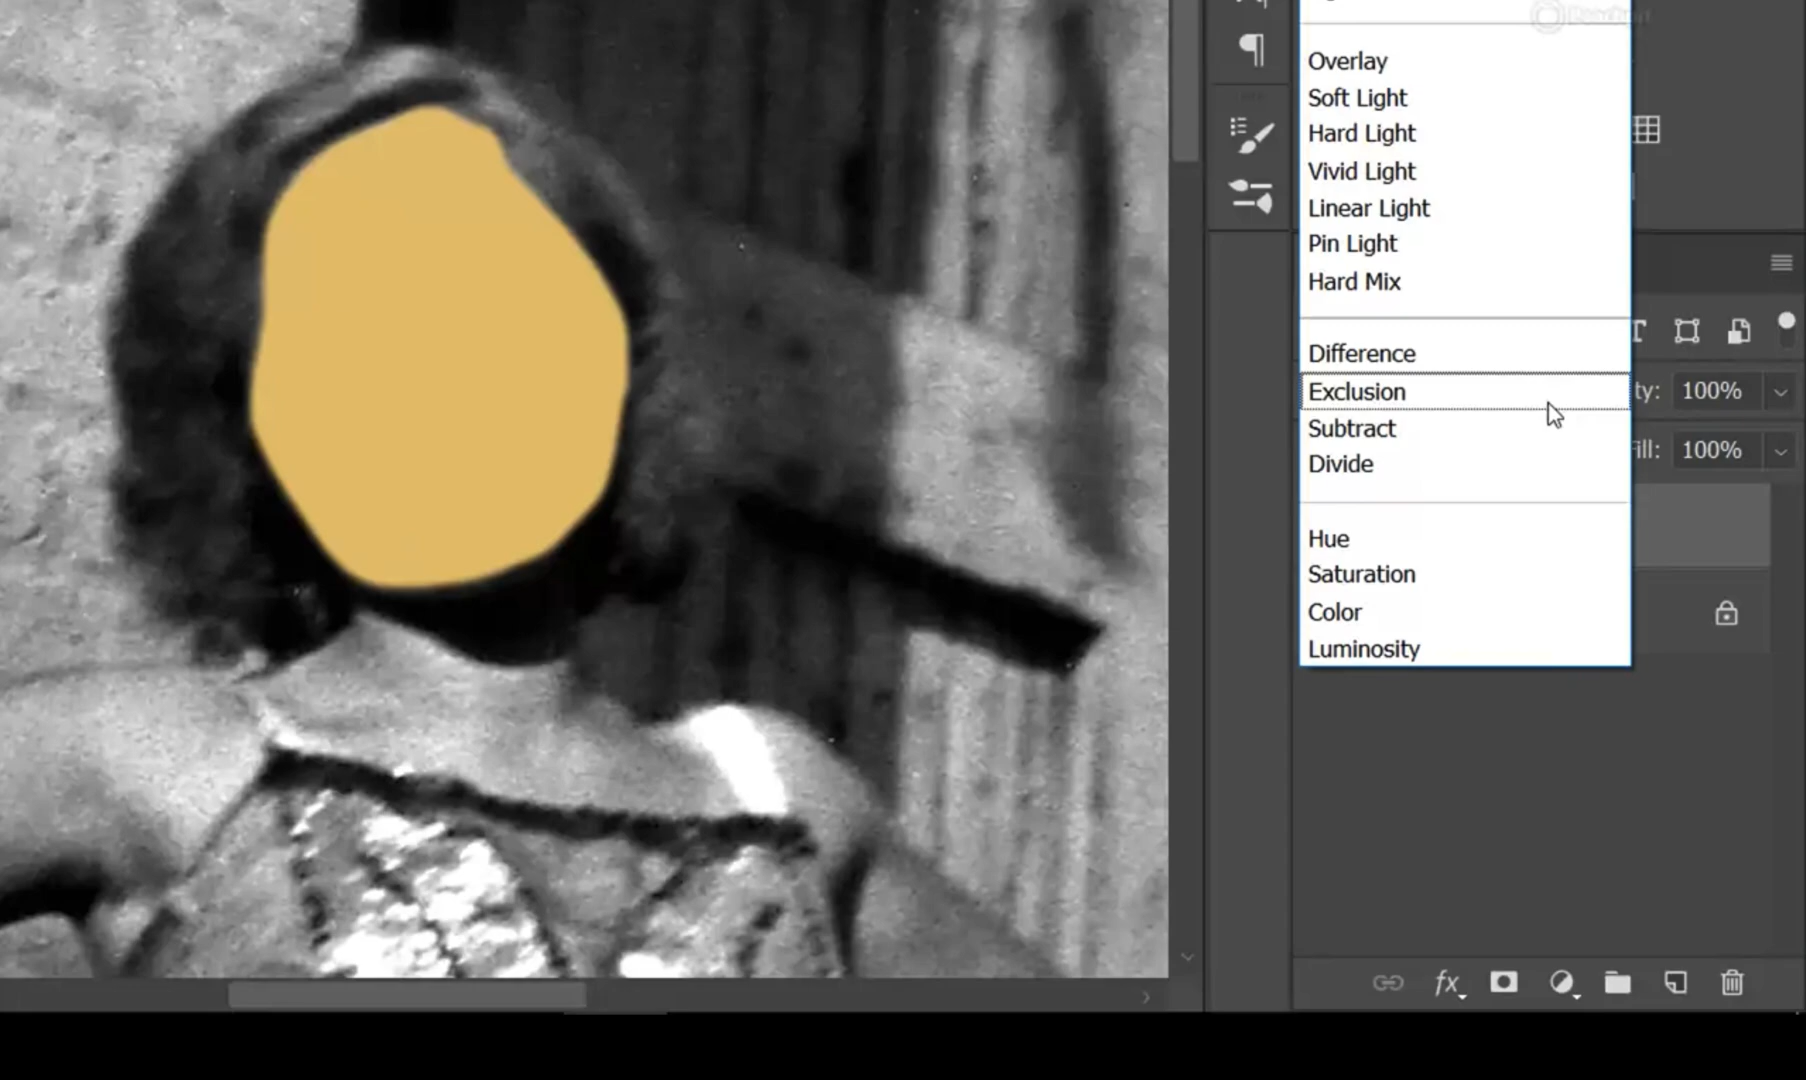 Overlay
Soft Light
Hard Light
Vivid Light
Linear Light
Pin Light
Hard Mix
Difference
Exclusion
ty: 100%
Subtract
ill: 100%
Divide
Hue
Saturation
Color
Luminosity
fx